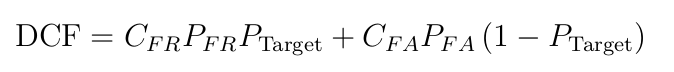 DCF = C_{FR} P_{FR} P_{Target} + C_{FA} P_{FA} (1 − P_{Target})